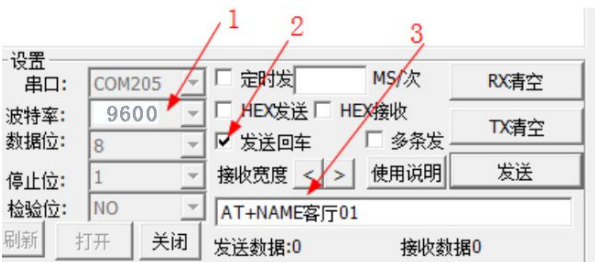 1 2 3
设置
串口: COM205 定时发 MS/次 RX清空
波特率: 9600 HEX发送 HEX接收
数据位: 8 发送回车 多条发 TX清空
停止位: 1 接收宽度 < > 使用说明 发送
检验位: NO AT+NAME客厅01
刷新 打开 关闭 发送数据:0 接收数据0